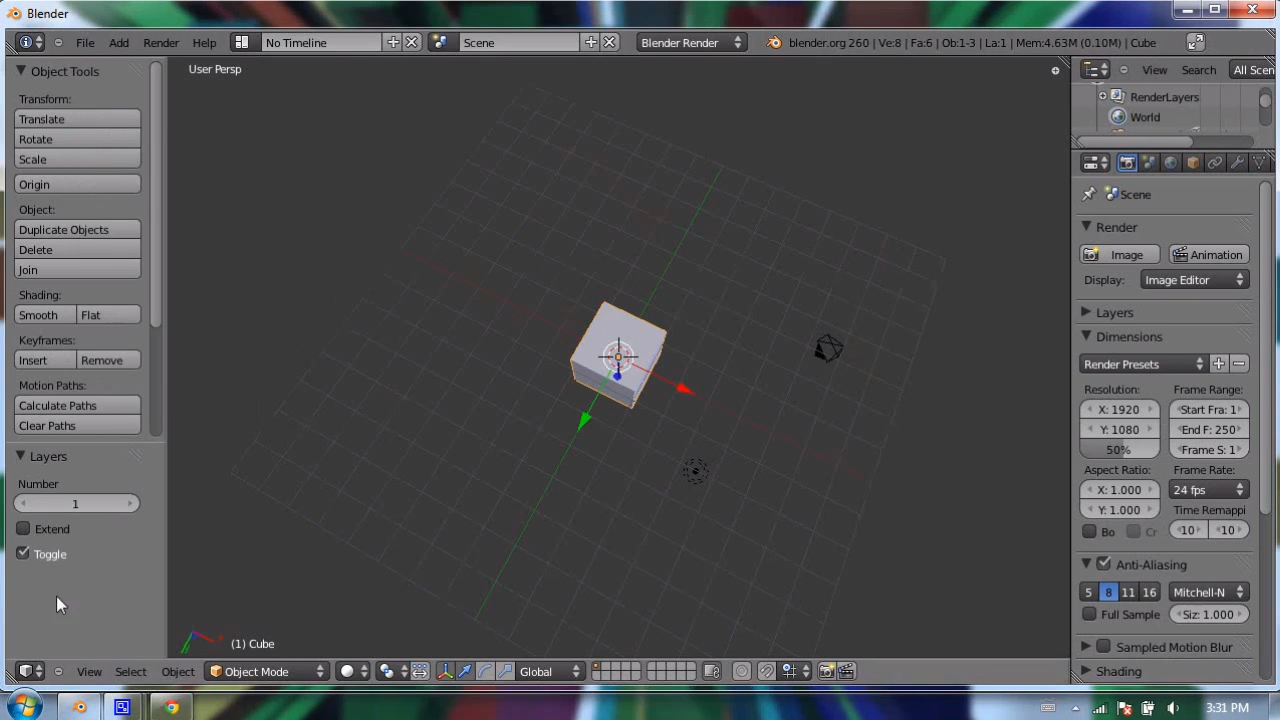 Blender
File Add Render Help No Timeline Scene Blender Render blender.org 260 | Ve:8 | Fa:6 | Ob:1-3 | La:1 | Mem:4.63M (0.10M) | Cube
Object Tools
Transform:
Translate
Rotate
Scale
Origin
Object:
Duplicate Objects
Delete
Join
Shading:
Smooth Flat
Keyframes:
Insert Remove
Motion Paths:
Calculate Paths
Clear Paths
Layers
Number
1
Extend
Toggle
User Persp
(1) Cube
View Select Object Object Mode Global
View Search All Scen
RenderLayers
World
Scene
Render
Image Animation
Display: Image Editor
Layers
Dimensions
Render Presets
Resolution: Frame Range:
X: 1920 Start Fra: 1
Y: 1080 End F: 250
50% Frame S: 1
Aspect Ratio: Frame Rate:
X: 1.000 24 fps
Y: 1.000 Time Remappi
Bo Cr 10 10
Anti-Aliasing
5 8 11 16 Mitchell-N
Full Sample Siz: 1.000
Sampled Motion Blur
Shading
3:31 PM